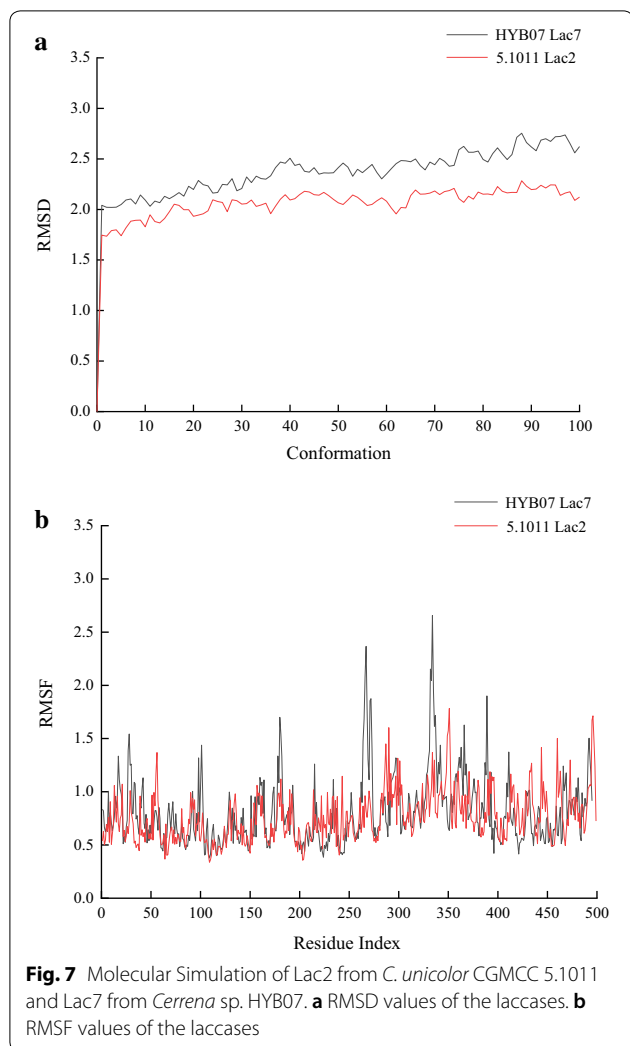 a
HYB07 Lac7
5.1011 Lac2
3.5
3.0
2.5
2.0
1.5
1.0
0.5
0.0
RMSD
0 10 20 30 40 50 60 70 80 90 100
Conformation
b
HYB07 Lac7
5.1011 Lac2
3.5
3.0
2.5
2.0
1.5
1.0
0.5
0.0
RMSF
0 50 100 150 200 250 300 350 400 450 500
Residue Index
Fig. 7 Molecular Simulation of Lac2 from C. unicolor CGMCC 5.1011
and Lac7 from Cerrena sp. HYB07. a RMSD values of the laccases. b
RMSF values of the laccases